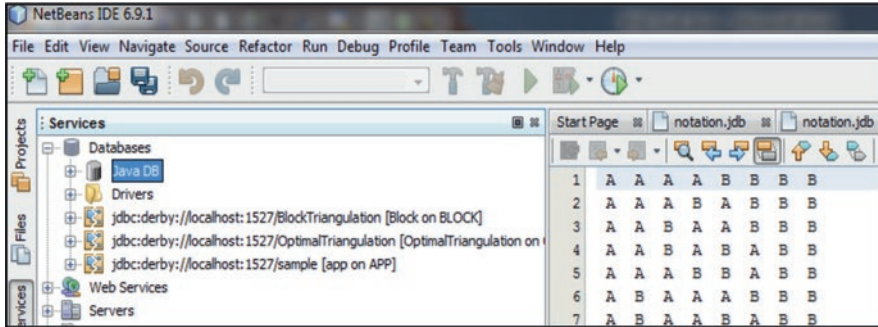 NetBeans IDE 6.9.1
File Edit View Navigate Source Refactor Run Debug Profile Team Tools Window Help
Projects
Files
Services
Services
Databases
Java DB
Drivers
jdbc:derby://localhost:1527/BlockTriangulation [Block on BLOCK]
jdbc:derby://localhost:1527/OptimalTriangulation [OptimalTriangulation on
jdbc:derby://localhost:1527/sample [app on APP]
Web Services
Servers
Start Page notation.jdb notation.jdb
1 A A A A B B B B
2 A A A B A B B B
3 A A B A A B B B
4 A A B B A A B B
5 A A A B B A B B
6 A B A A A B B B
7 A B A A B A B B